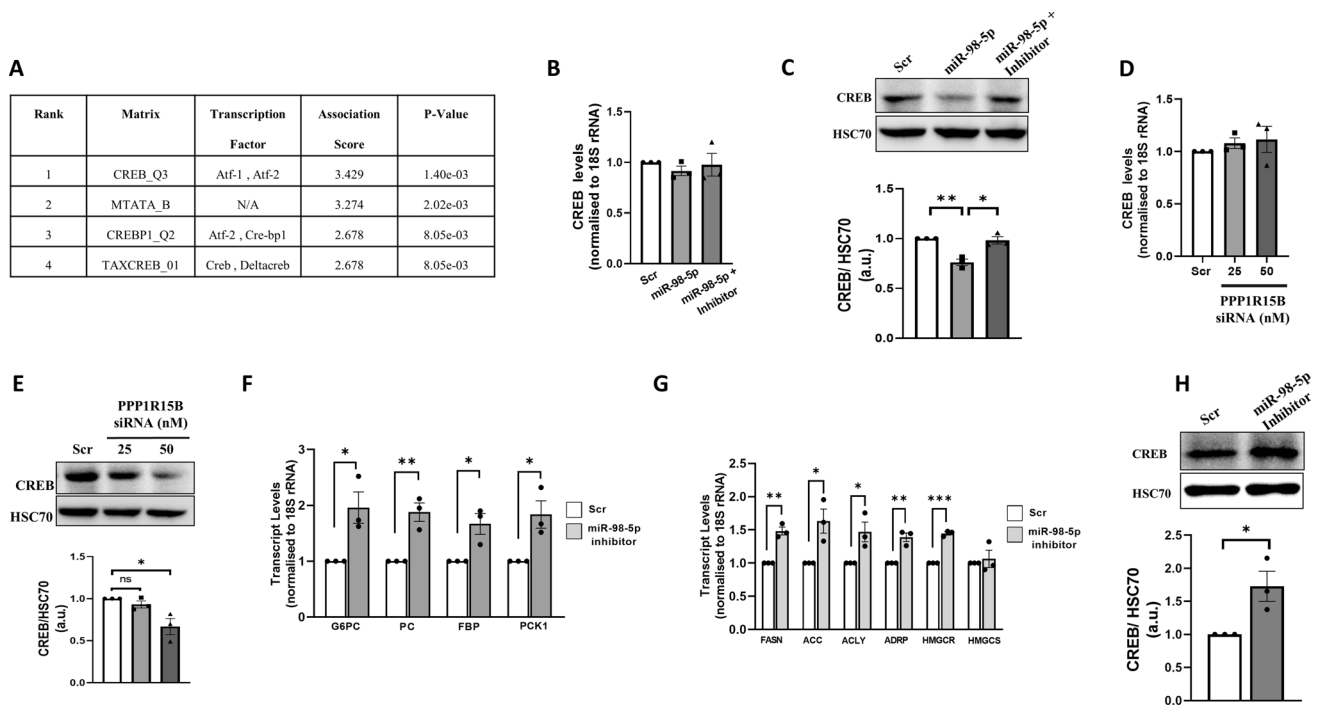 A
Rank Matrix Transcription Factor Association Score P-Value
1 CREB_Q3 Atf-1 , Atf-2 3.429 1.40e-03
2 MTATA_B N/A 3.274 2.02e-03
3 CREBP1_Q2 Atf-2 , Cre-bp1 2.678 8.05e-03
4 TAXCREB_01 Creb , Deltacreb 2.678 8.05e-03
B
CREB levels
(normalised to 18S rRNA)
1.5
1.0
0.5
0.0
Scr
miR-98-5p
miR-98-5p +
Inhibitor
C
Scr
miR-98-5p
miR-98-5p +
Inhibitor
CREB
HSC70
CREB/ HSC70
(a.u.)
1.5
1.0
0.5
0.0
** *
D
CREB levels
(normalised to 18S rRNA)
1.5
1.0
0.5
0.0
Scr 25 50
PPP1R15B
siRNA (nM)
E
PPP1R15B
siRNA (nM)
Scr 25 50
CREB
HSC70
CREB/HSC70
(a.u.)
1.5
1.0
0.5
0.0
*
ns
F
Transcript Levels
(normalised to 18S rRNA)
3
2
1
0
* ** * *
G6PC PC FBP PCK1
Scr
miR-98-5p
inhibitor
G
Transcript Levels
(normalised to 18S rRNA)
2.5
2.0
1.5
1.0
0.5
0.0
** * * ** ***
FASN ACC ACLY ADRP HMGCR HMGCS
Scr
miR-98-5p
inhibitor
H
Scr
miR-98-5p
Inhibitor
CREB
HSC70
CREB/ HSC70
(a.u.)
2.5
2.0
1.5
1.0
0.5
0.0
*
Scr